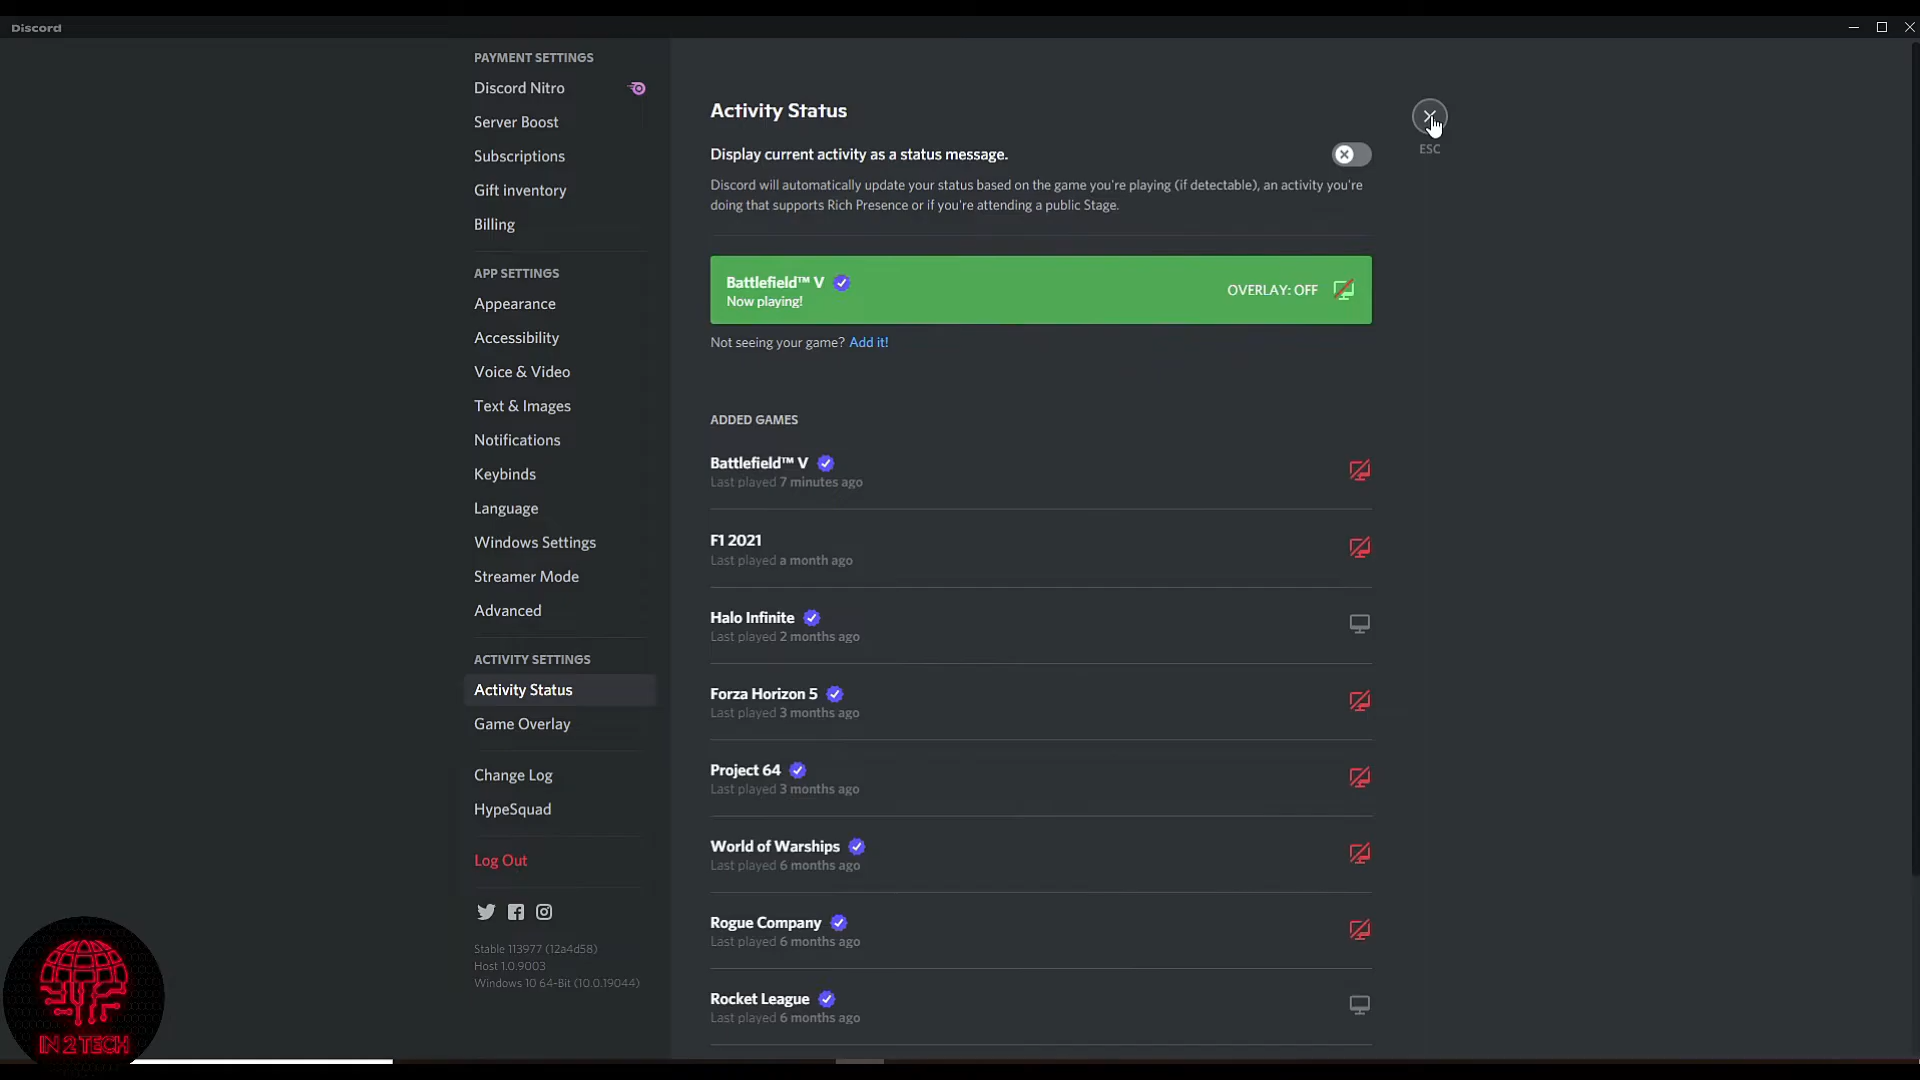 Discord
PAYMENT SETTINGS
Discord Nitro
Server Boost
Subscriptions
Gift inventory
Billing
APP SETTINGS
Appearance
Accessibility
Voice & Video
Text & Images
Notifications
Keybinds
Language
Windows Settings
Streamer Mode
Advanced
ACTIVITY SETTINGS
Activity Status
Game Overlay
Change Log
HypeSquad
Log Out
Stable 113977 (12a4d58)
Host 1.0.9003
Windows 10 64-Bit (10.0.19044)
Activity Status
Display current activity as a status message.
Discord will automatically update your status based on the game you're playing (if detectable), an activity you're
doing that supports Rich Presence or if you're attending a public Stage.
Battlefield™ V
Now playing!
OVERLAY: OFF
Not seeing your game? Add it!
ADDED GAMES
Battlefield™ V
Last played 7 minutes ago
F1 2021
Last played a month ago
Halo Infinite
Last played 2 months ago
Forza Horizon 5
Last played 3 months ago
Project 64
Last played 3 months ago
World of Warships
Last played 6 months ago
Rogue Company
Last played 6 months ago
Rocket League
Last played 6 months ago
ESC
IN 2 TECH